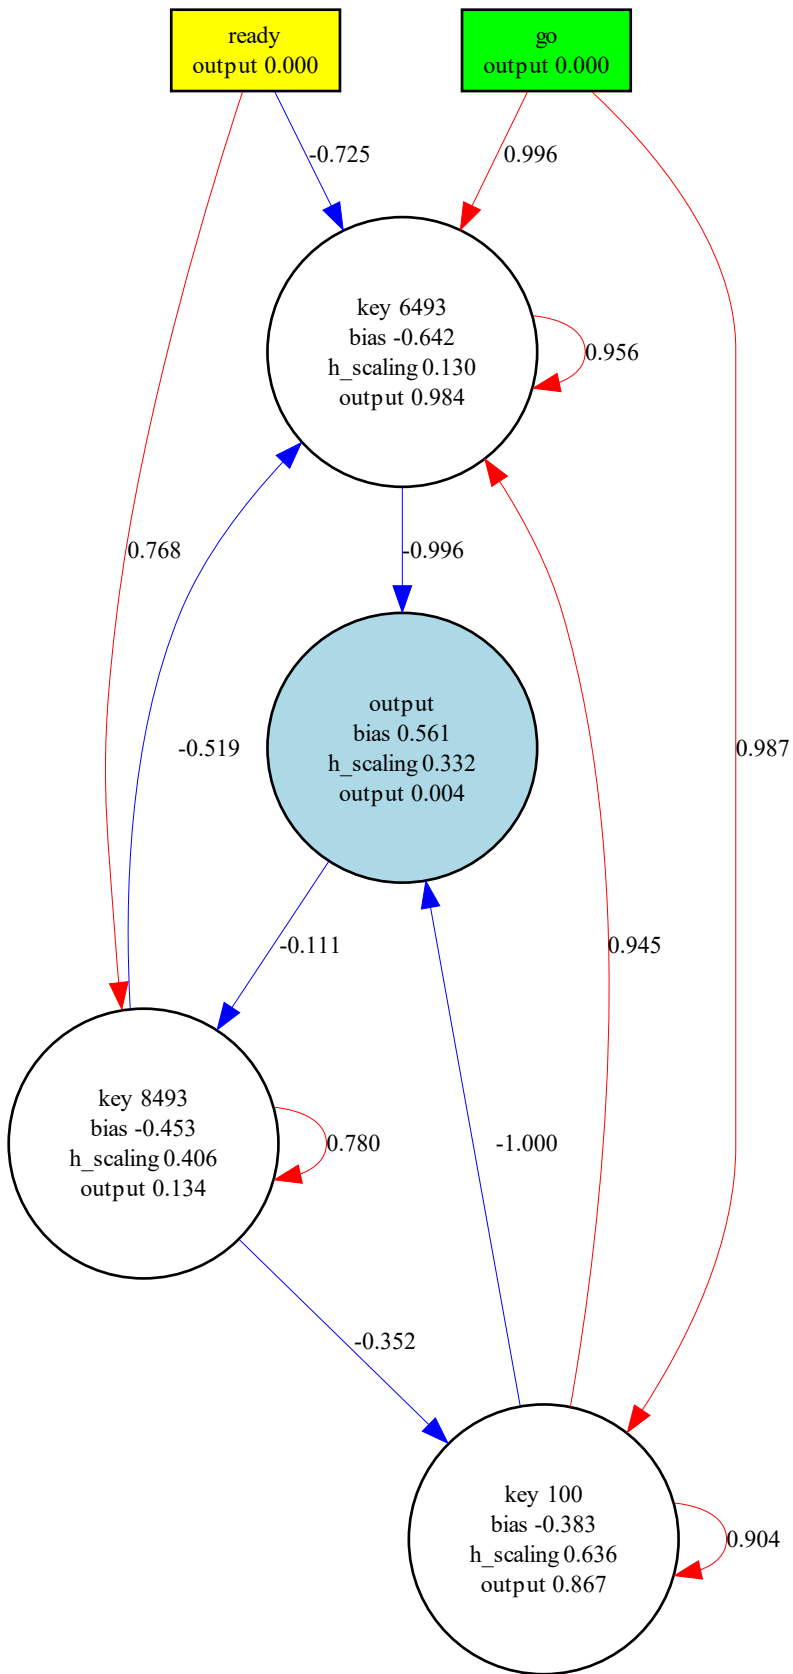 ready
output 0.000
go
output 0.000
-0.725
0.996
key 6493
bias -0.642
h_scaling 0.130
output 0.984
0.956
0.768
-0.996
output
bias 0.561
h_scaling 0.332
output 0.004
-0.519
0.987
-0.111
0.945
key 8493
bias -0.453
h_scaling 0.406
output 0.134
0.780
-1.000
-0.352
key 100
bias -0.383
h_scaling 0.636
output 0.867
0.904